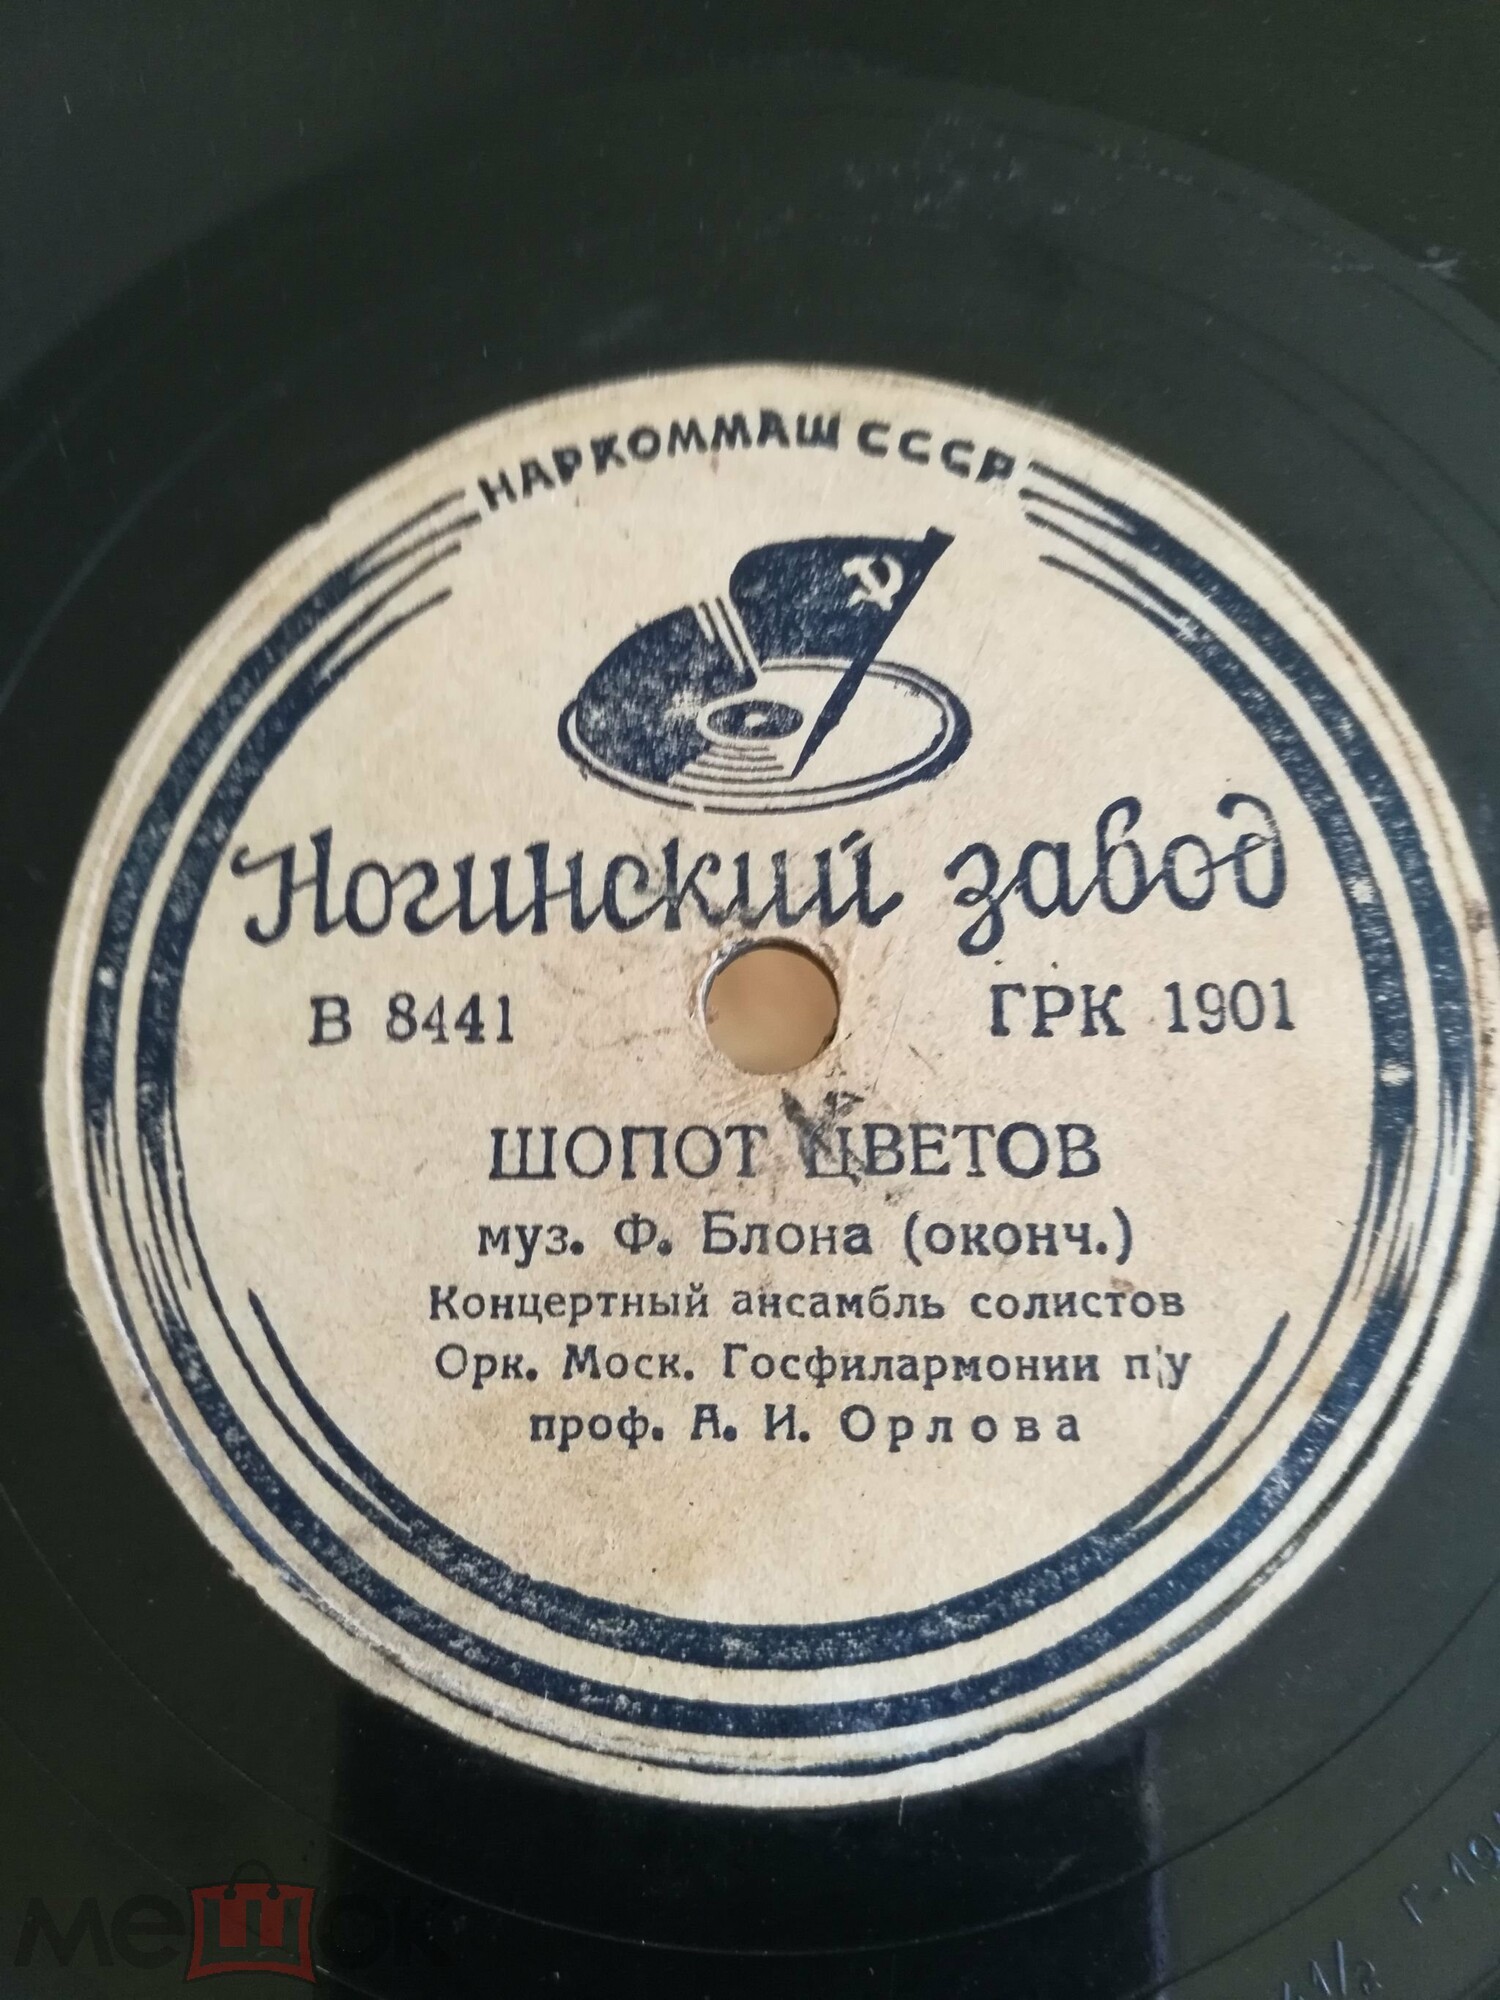 НАРКОММАШ СССР
Ногинский завод
В 8441 ГРК 1901
ШОПОТ ЦВЕТОВ
муз. Ф. Блона (оконч.)
Концертный ансамбль солистов
Орк. Моск. Госфилармонии п/у
проф. А. И. Орлова
мешок